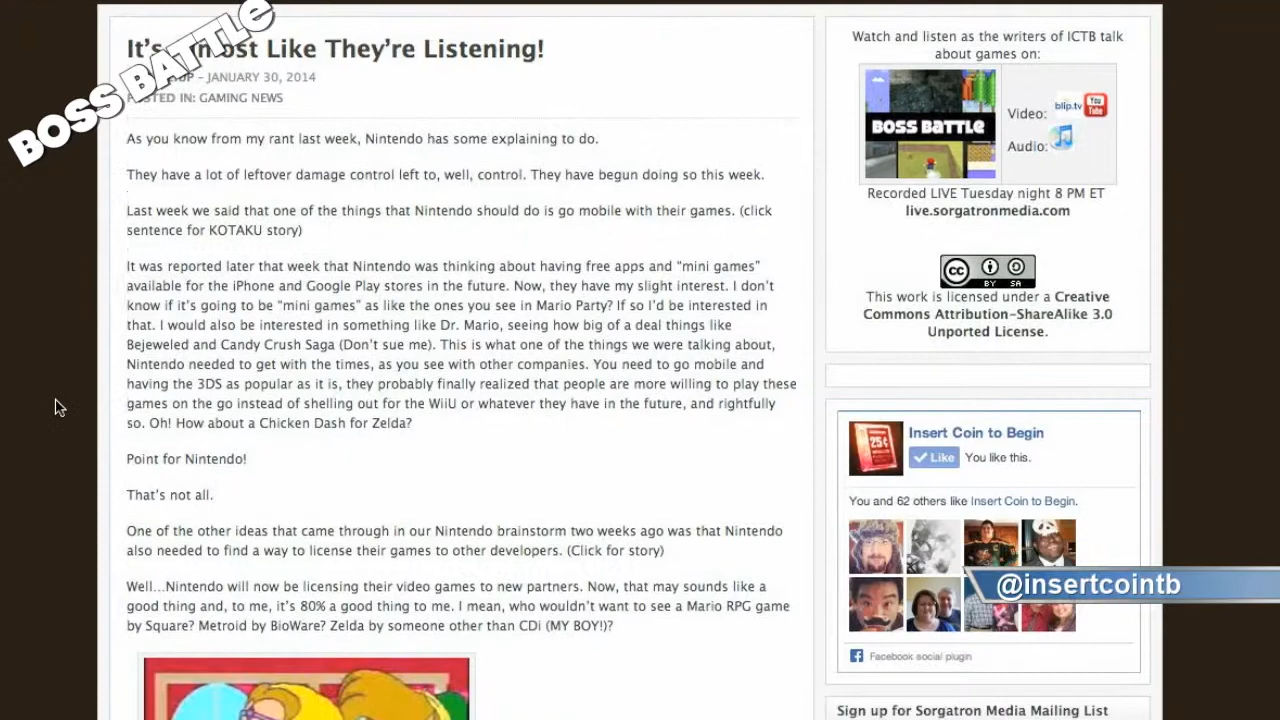 BOSS BATTLE
It's Like They're Listening!
– JANUARY 30, 2014
IN: GAMING NEWS
As you know from my rant last week, Nintendo has some explaining to do.
They have a lot of leftover damage control left to, well, control. They have begun doing so this week.
Last week we said that one of the things that Nintendo should do is go mobile with their games. (click
sentence for KOTAKU story)
It was reported later that week that Nintendo was thinking about having free apps and “mini games”
available for the iPhone and Google Play stores in the future. Now, they have my slight interest. I don't
know if it's going to be “mini games” as like the ones you see in Mario Party? If so I'd be interested in
that. I would also be interested in something like Dr. Mario, seeing how big of a deal things like
Bejeweled and Candy Crush Saga (Don't sue me). This is what one of the things we were talking about,
Nintendo needed to get with the times, as you see with other companies. You need to go mobile and
having the 3DS as popular as it is, they probably finally realized that people are more willing to play these
games on the go instead of shelling out for the WiiU or whatever they have in the future, and rightfully
so. Oh! How about a Chicken Dash for Zelda?
Point for Nintendo!
That's not all.
One of the other ideas that came through in our Nintendo brainstorm two weeks ago was that Nintendo
also needed to find a way to license their games to other developers. (Click for story)
Well...Nintendo will now be licensing their video games to new partners. Now, that may sounds like a
good thing and, to me, it's 80% a good thing to me. I mean, who wouldn't want to see a Mario RPG game
by Square? Metroid by BioWare? Zelda by someone other than CDi (MY BOY!)?
Watch and listen as the writers of ICTB talk
about games on:
BOSS BATTLE
Video: blip.tv You Tube
Audio:
Recorded LIVE Tuesday night 8 PM ET
live.sorgatronmedia.com
cc BY SA
This work is licensed under a Creative
Commons Attribution-ShareAlike 3.0
Unported License.
25¢
Insert Coin to Begin
Like You like this.
You and 62 others like Insert Coin to Begin.
@insertcointb
Facebook social plugin
Sign up for Sorgatron Media Mailing List